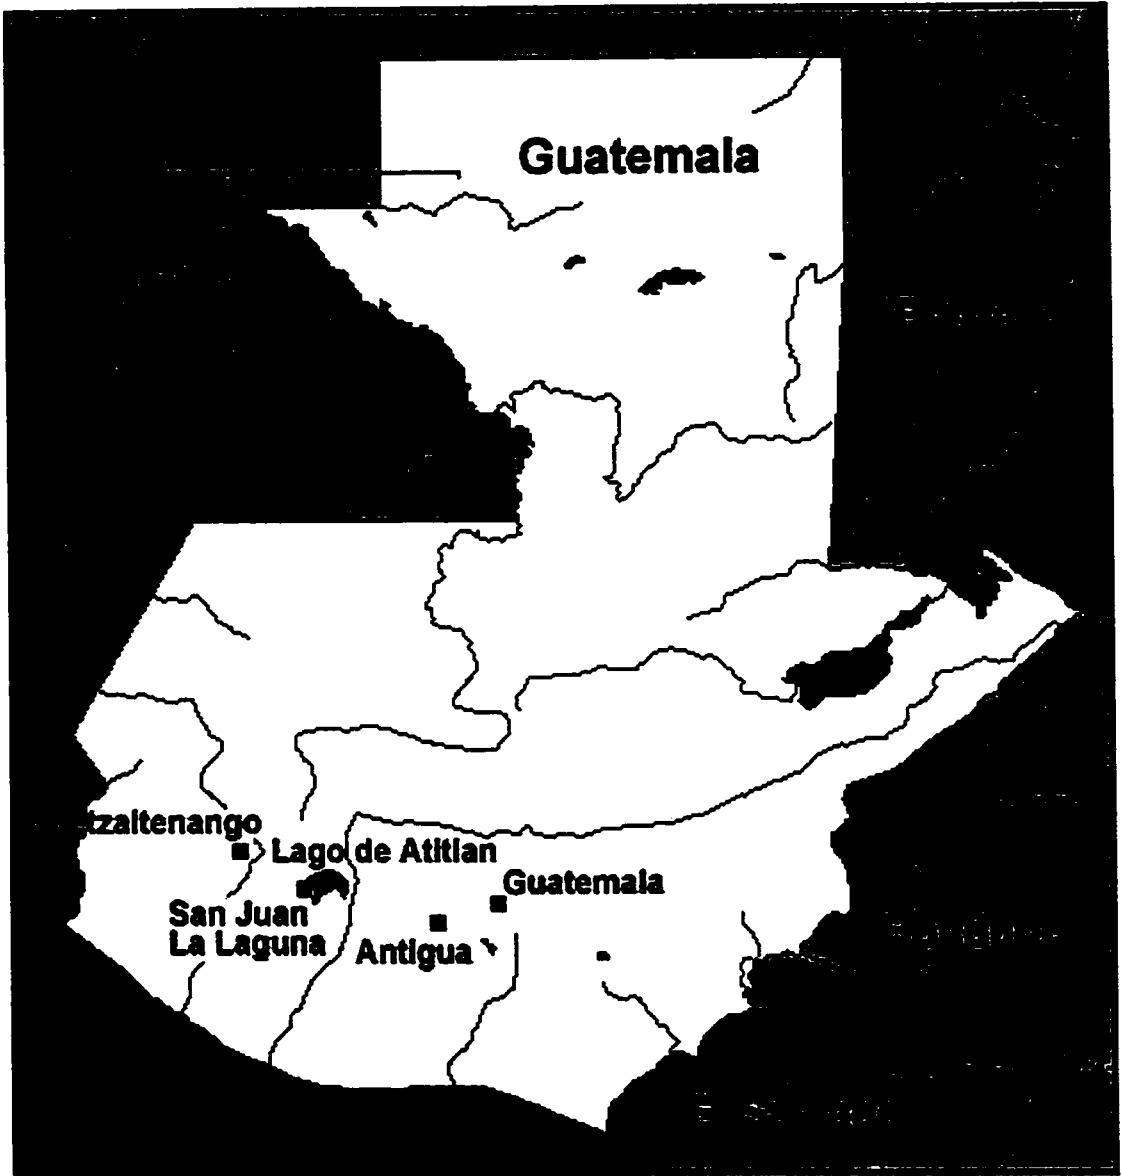 Guatemala
tzaltenango
Lago de Atitlan
Guatemala
San Juan
La Laguna
Antigua